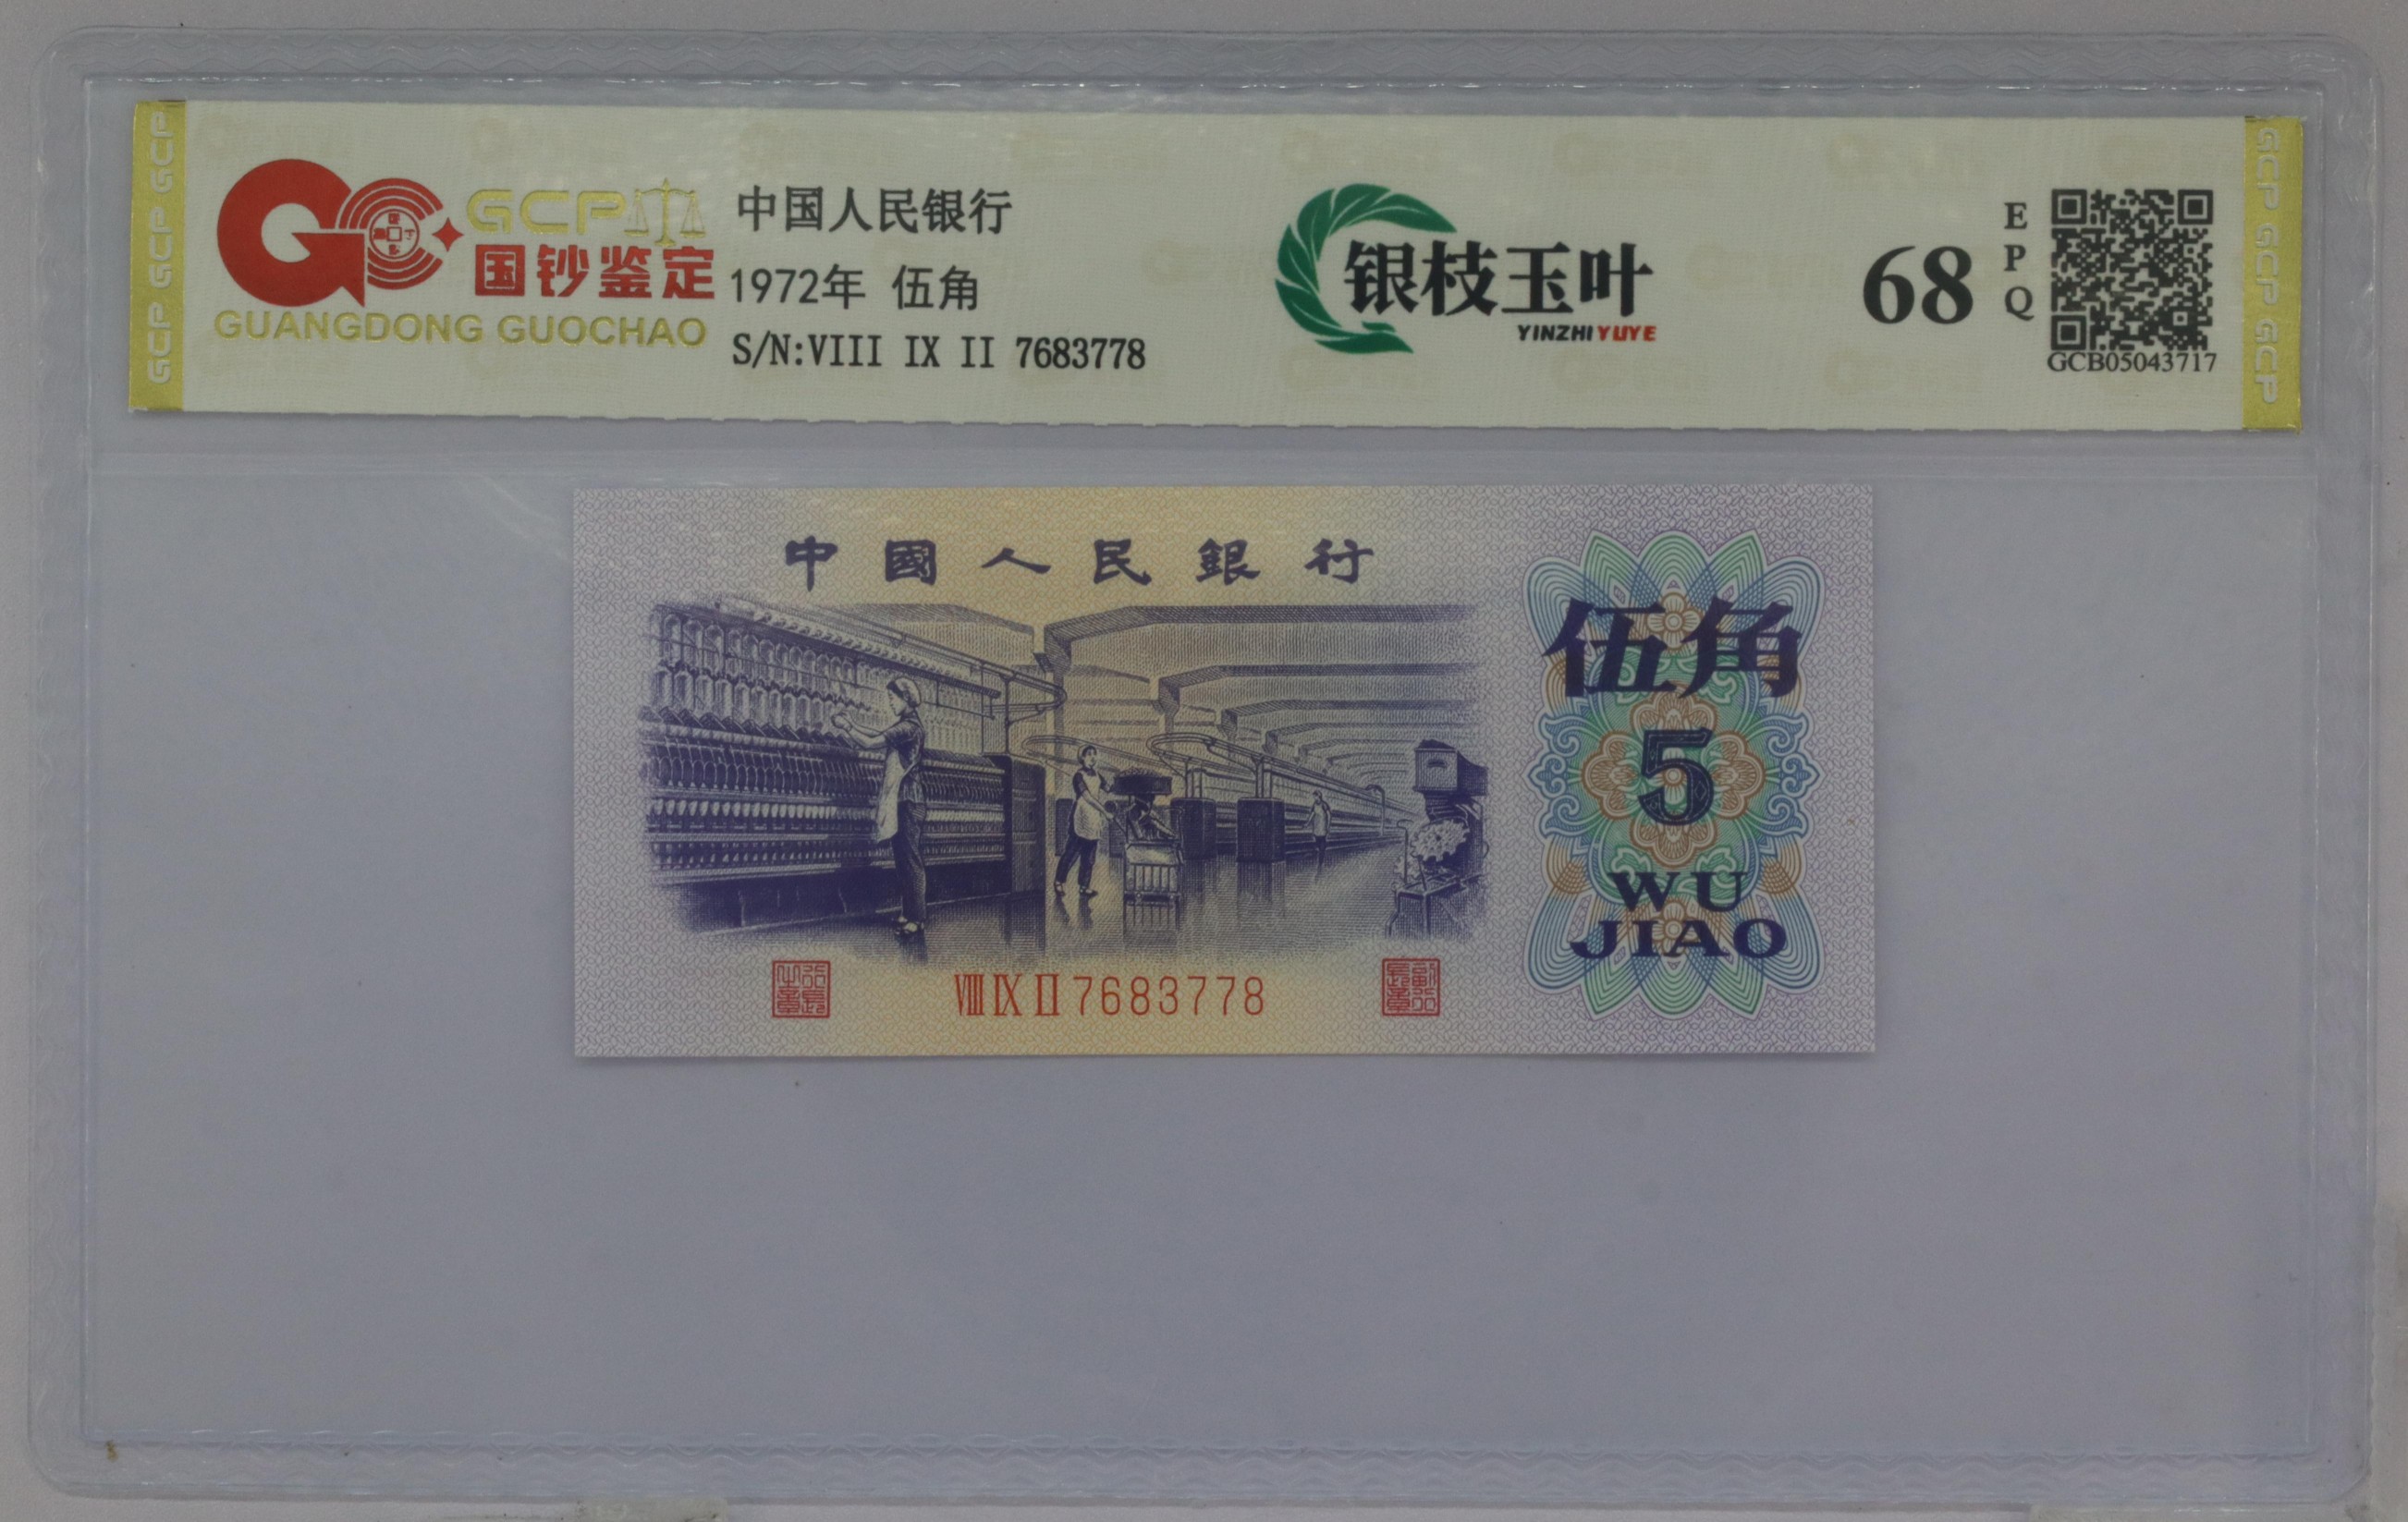 GCP GCP GCP
GCP
国钞鉴定
GUANGDONG GUOCHAO
中国人民银行
1972年 伍角
S/N:VIII IX II 7683778
银枝玉叶
YINZHI YUYE
68
EPQ
GCB05043717
GCP GCP GCP
中國人民銀行
伍角
5
WU
JIAO
VIII IX II 7683778